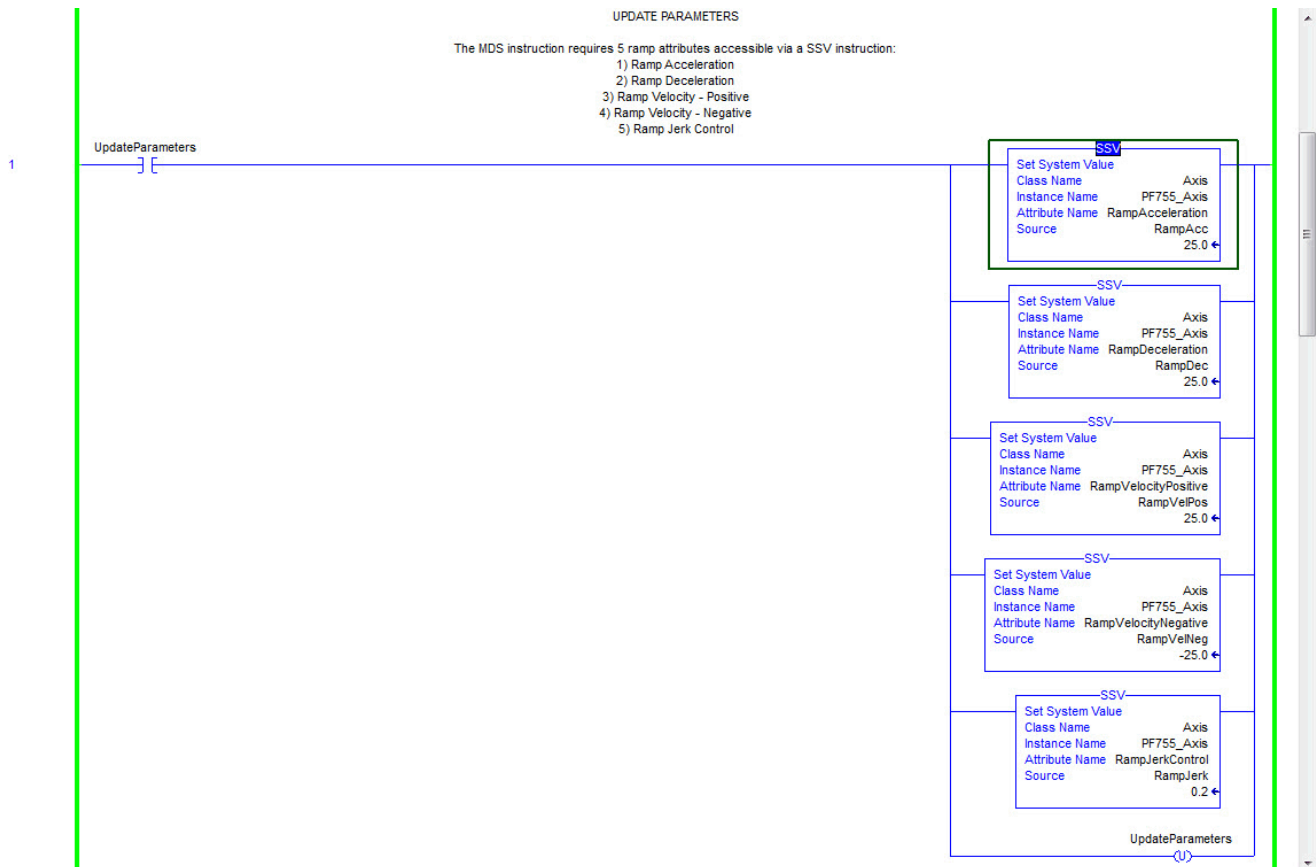 UPDATE PARAMETERS
The MDS instruction requires 5 ramp attributes accessible via a SSV instruction:
1) Ramp Acceleration
2) Ramp Deceleration
3) Ramp Velocity - Positive
4) Ramp Velocity - Negative
5) Ramp Jerk Control
UpdateParameters
1
SSV
Set System Value
Class Name Axis
Instance Name PF755_Axis
Attribute Name RampAcceleration
Source RampAcc
25.0
SSV
Set System Value
Class Name Axis
Instance Name PF755_Axis
Attribute Name RampDeceleration
Source RampDec
25.0
SSV
Set System Value
Class Name Axis
Instance Name PF755_Axis
Attribute Name RampVelocityPositive
Source RampVelPos
25.0
SSV
Set System Value
Class Name Axis
Instance Name PF755_Axis
Attribute Name RampVelocityNegative
Source RampVelNeg
-25.0
SSV
Set System Value
Class Name Axis
Instance Name PF755_Axis
Attribute Name RampJerkControl
Source RampJerk
0.2
UpdateParameters
U